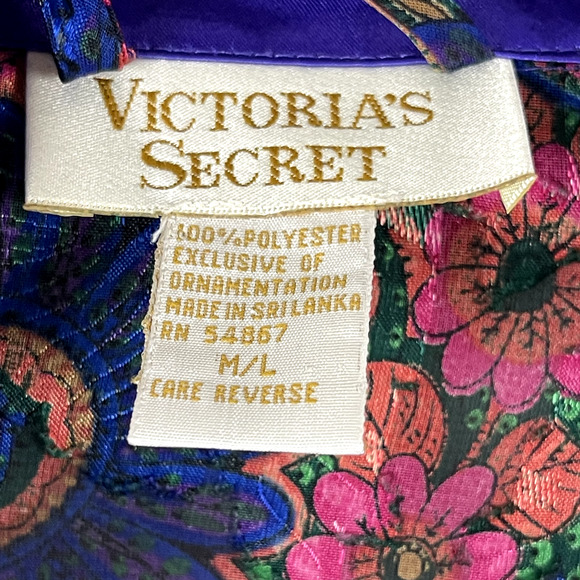 VICTORIA'S
SECRET
100% POLYESTER
EXCLUSIVE OF
ORNAMENTATION
MADE IN SRI LANKA
RN 54867
M/L
CARE REVERSE